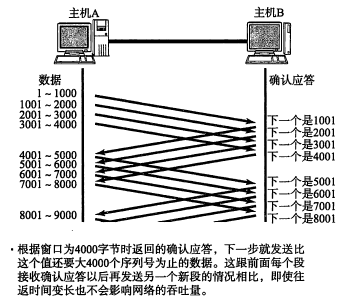 主机A
主机B
数据
确认应答
1～1000
1001～2000
2001～3000
3001～4000
下一个是1001
下一个是2001
下一个是3001
下一个是4001
4001～5000
5001～6000
6001～7000
7001～8000
下一个是5001
下一个是6001
下一个是7001
下一个是8001
8001～9000
·根据窗口为4000字节时返回的确认应答，下一步就发送比
这个值还要大4000个序列号为止的数据。这跟前面每个段
接收确认应答以后再发送另一个新段的情况相比，即使往
返时间变长也不会影响网络的吞吐量。